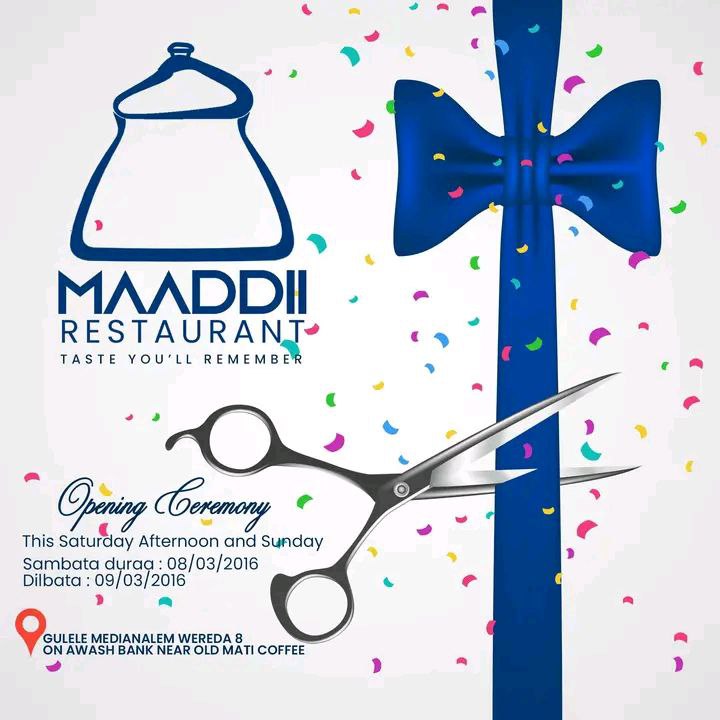 MAADDII
RESTAURANT
TASTE YOU'LL REMEMBER
Opening Ceremony
This Saturday Afternoon and Sunday
Sambata duraa : 08/03/2016
Dilbata : 09/03/2016
GULELE MEDIANALEM WEREDA 8
ON AWASH BANK NEAR OLD MATI COFFEE